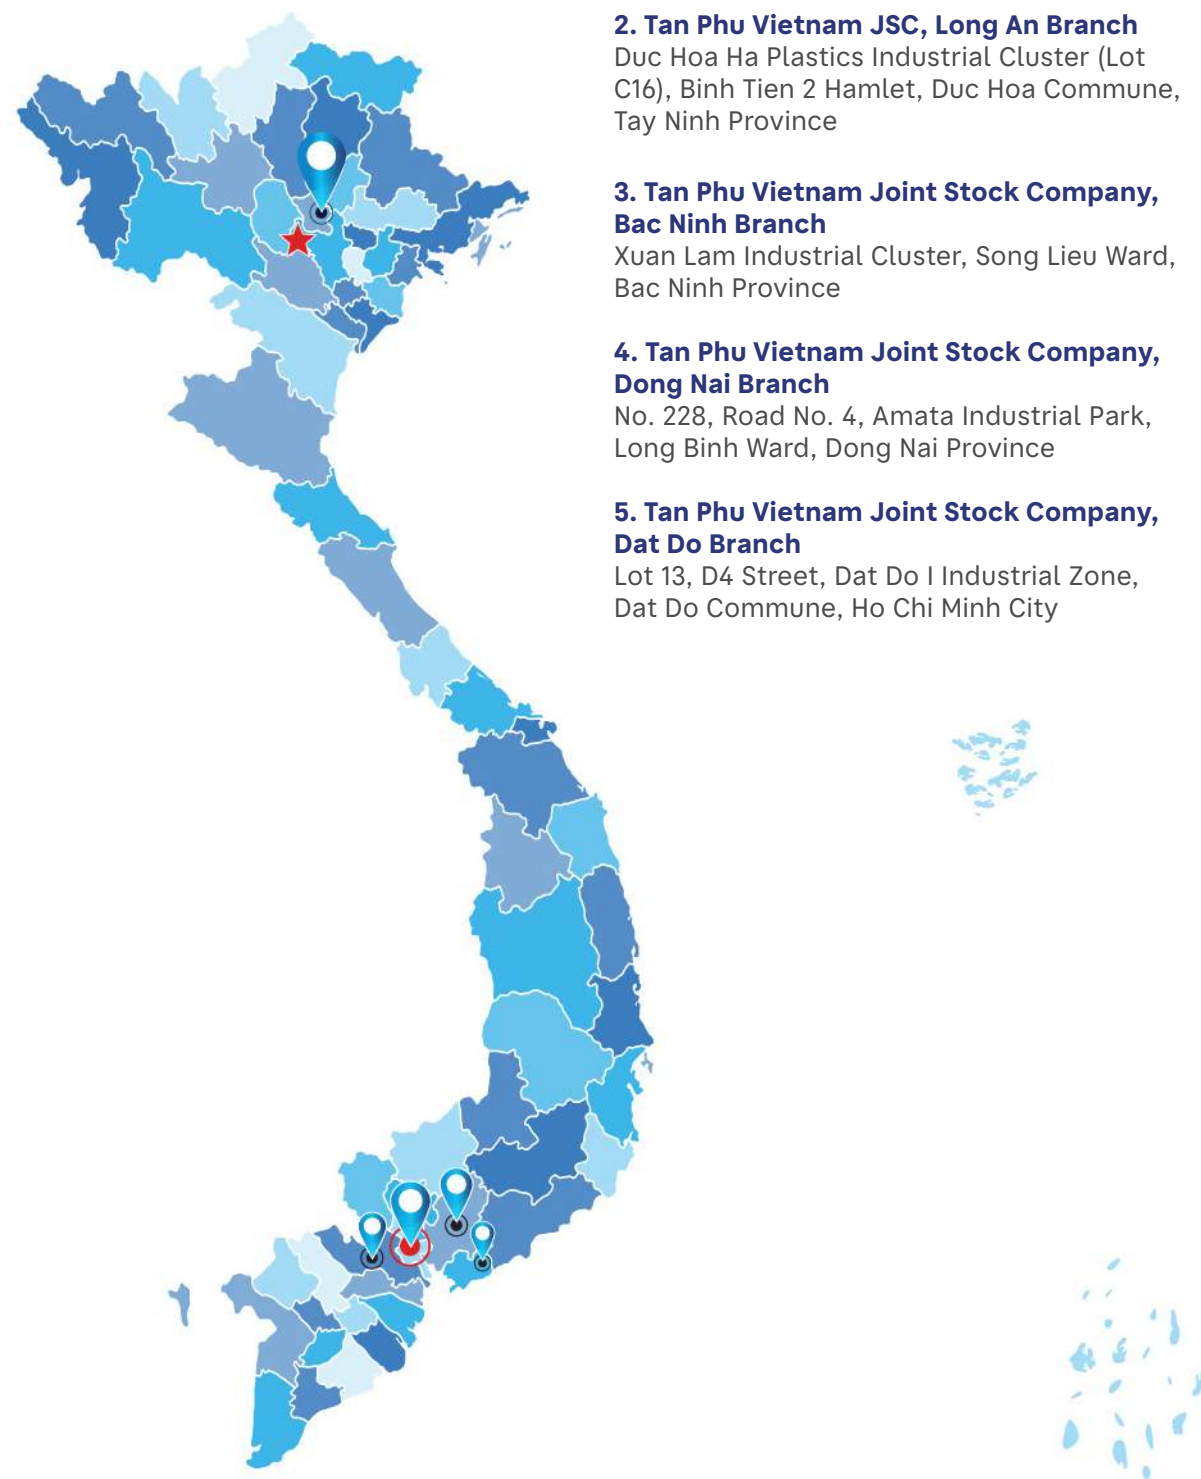 2. Tan Phu Vietnam JSC, Long An Branch
Duc Hoa Ha Plastics Industrial Cluster (Lot
C16), Binh Tien 2 Hamlet, Duc Hoa Commune,
Tay Ninh Province
3. Tan Phu Vietnam Joint Stock Company,
Bac Ninh Branch
Xuan Lam Industrial Cluster, Song Lieu Ward,
Bac Ninh Province
4. Tan Phu Vietnam Joint Stock Company,
Dong Nai Branch
No. 228, Road No. 4, Amata Industrial Park,
Long Binh Ward, Dong Nai Province
5. Tan Phu Vietnam Joint Stock Company,
Dat Do Branch
Lot 13, D4 Street, Dat Do I Industrial Zone,
Dat Do Commune, Ho Chi Minh City